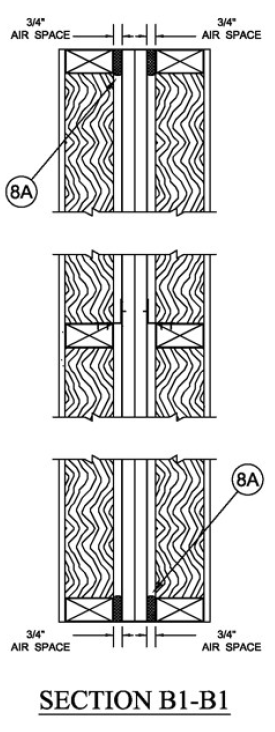 3/4" 3/4"
AIR SPACE AIR SPACE
8A
8A
3/4" 3/4"
AIR SPACE AIR SPACE
SECTION B1-B1